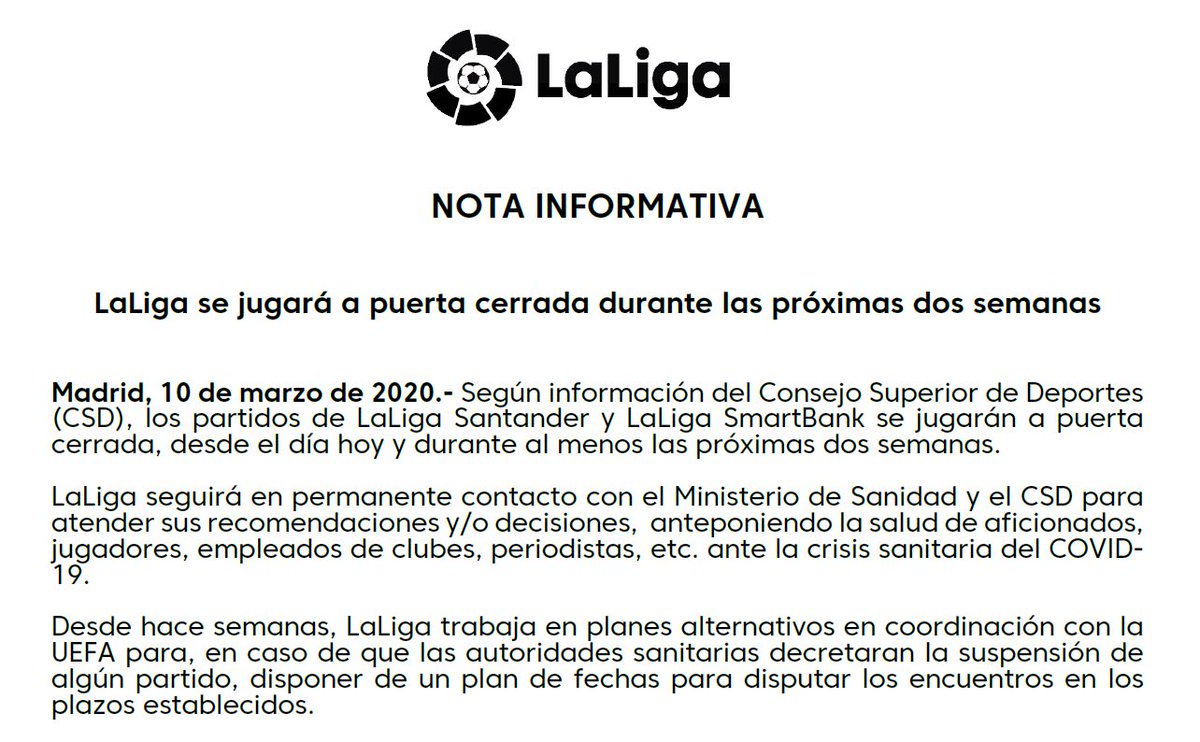 LaLiga
NOTA INFORMATIVA
LaLiga se jugará a puerta cerrada durante las próximas dos semanas
Madrid, 10 de marzo de 2020.- Según información del Consejo Superior de Deportes
(CSD), los partidos de LaLiga Santander y LaLiga SmartBank se jugarán a puerta
cerrada, desde el día hoy y durante al menos las próximas dos semanas.
LaLiga seguirá en permanente contacto con el Ministerio de Sanidad y el CSD para
atender sus recomendaciones y/o decisiones, anteponiendo la salud de aficionados,
jugadores, empleados de clubes, periodistas, etc. ante la crisis sanitaria del COVID-
19.
Desde hace semanas, LaLiga trabaja en planes alternativos en coordinación con la
UEFA para, en caso de que las autoridades sanitarias decretaran la suspensión de
algún partido, disponer de un plan de fechas para disputar los encuentros en los
plazos establecidos.